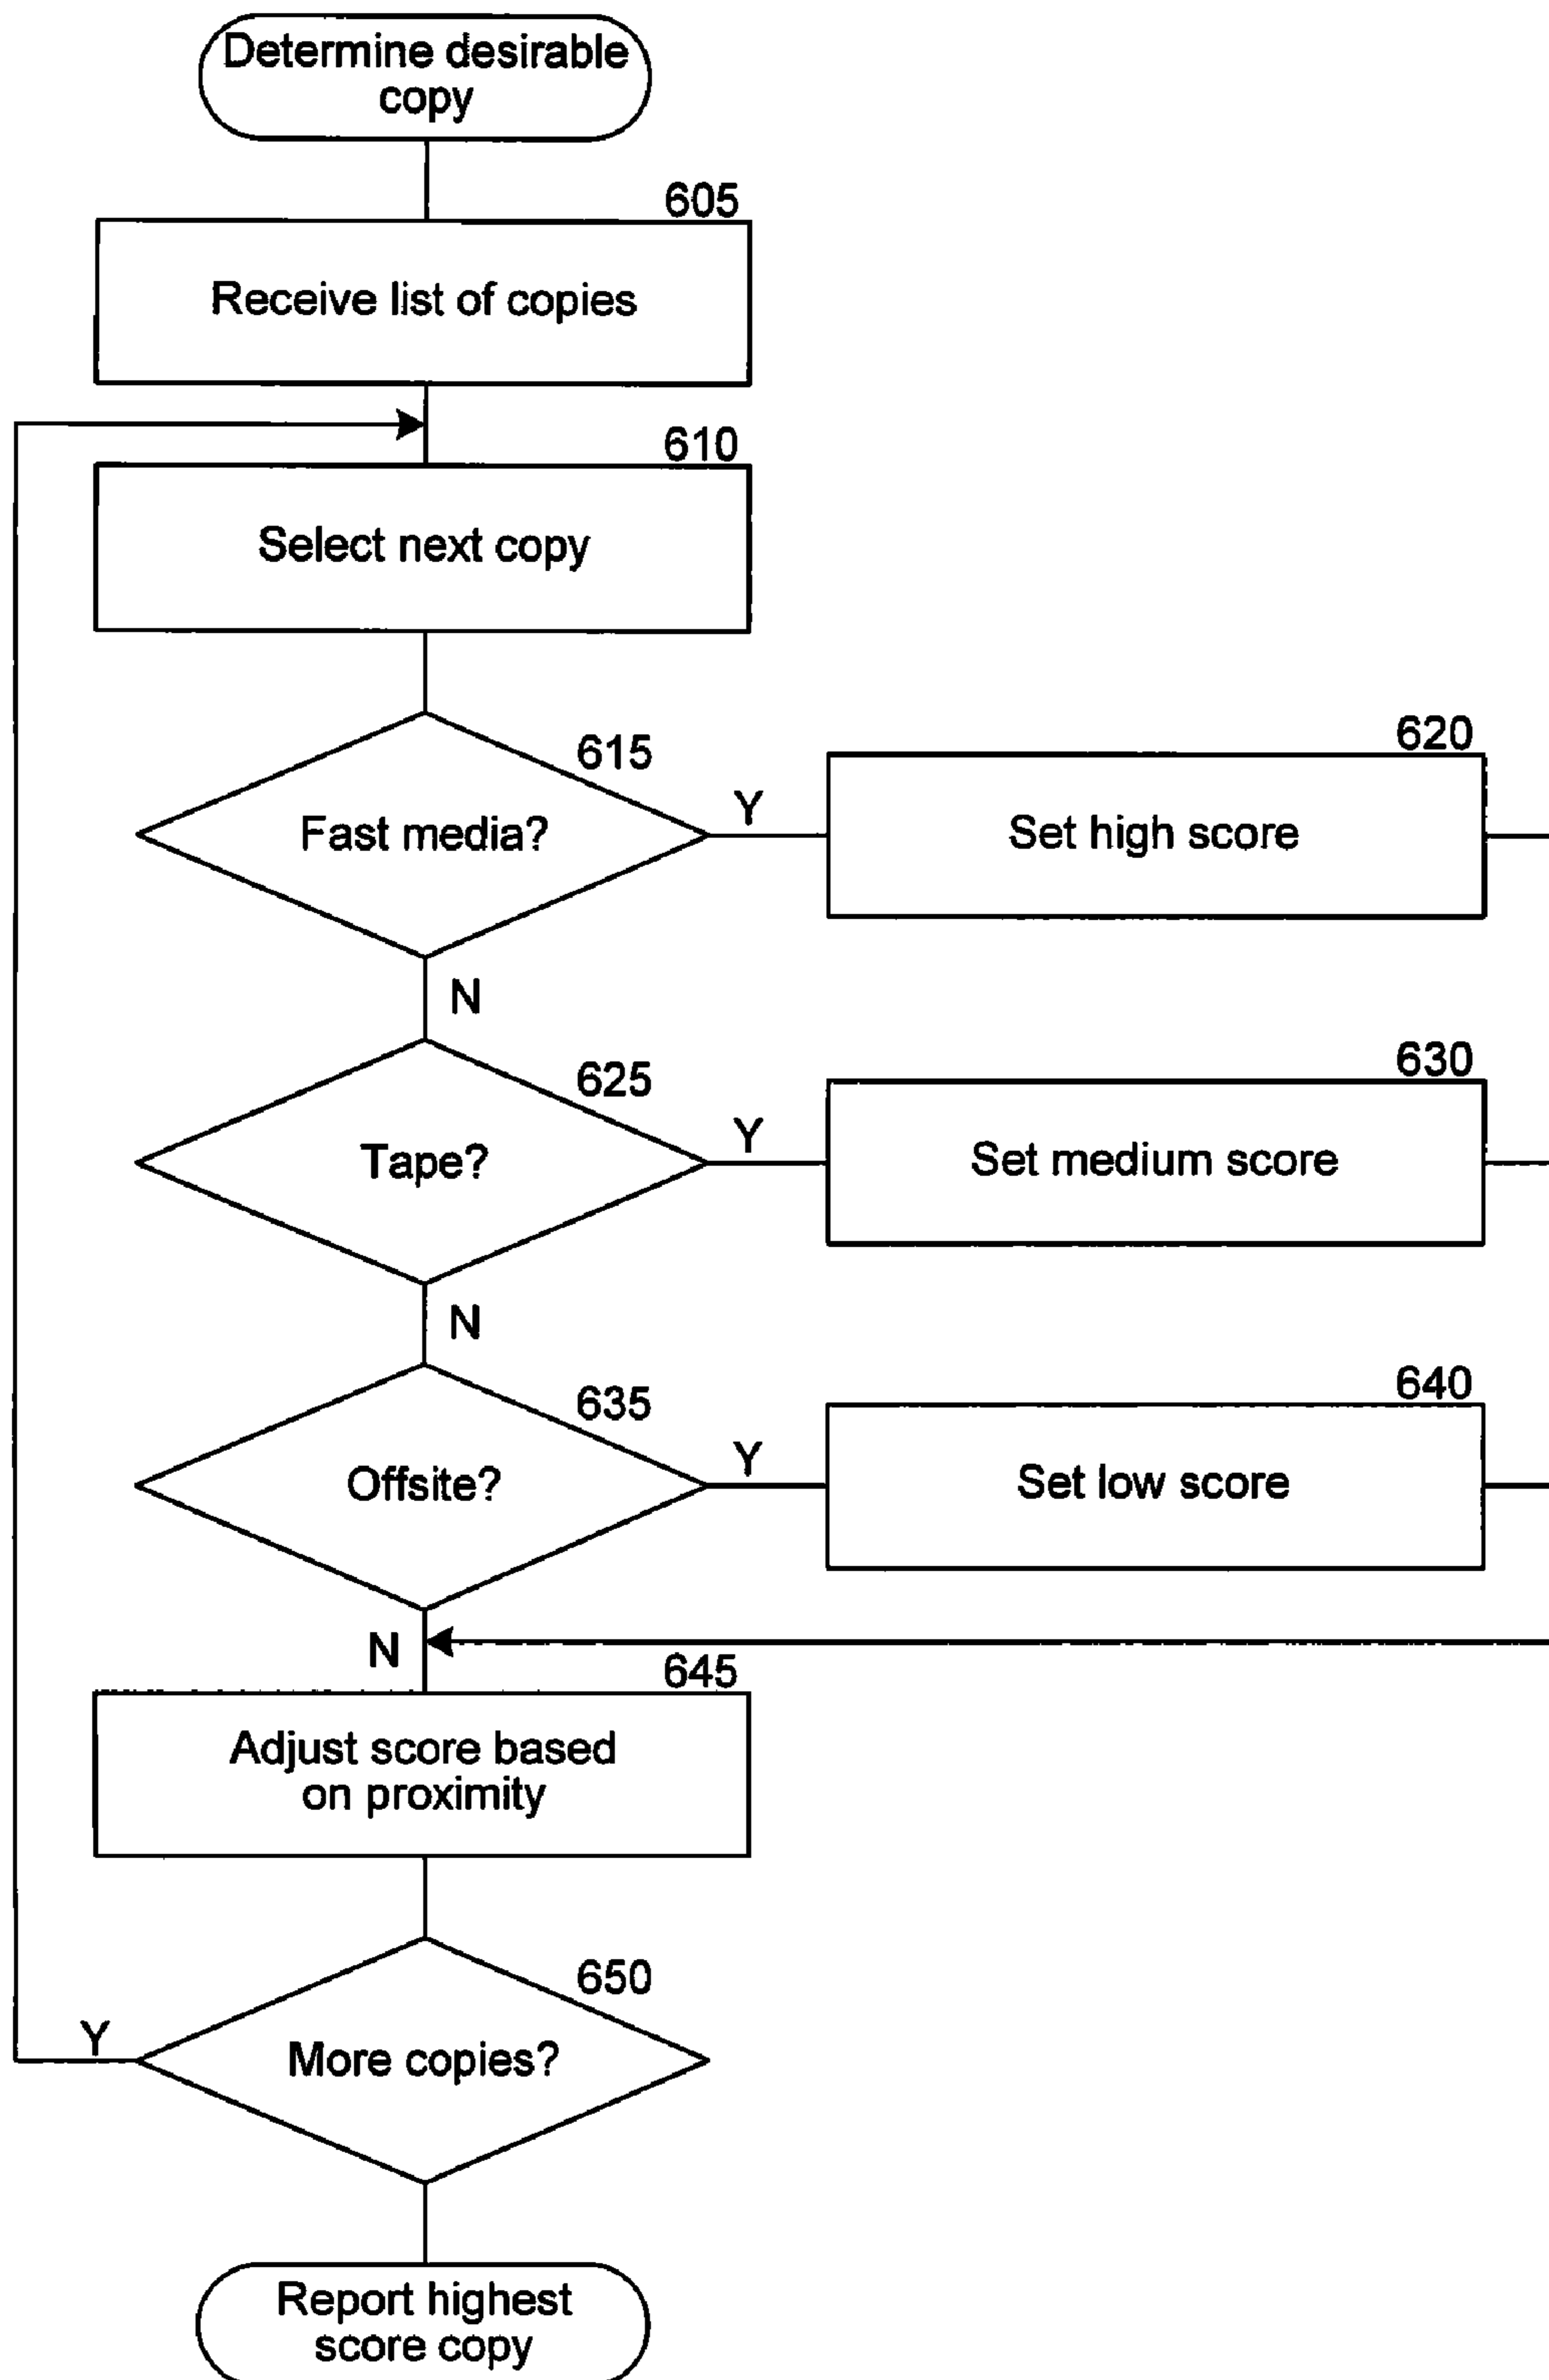 Determine desirable
copy
605
Receive list of copies
610
Select next copy
615
Fast media?
Y
620
Set high score
N
625
Tape?
Y
630
Set medium score
N
635
Offsite?
Y
640
Set low score
N
645
Adjust score based
on proximity
650
More copies?
Y
Report highest
score copy